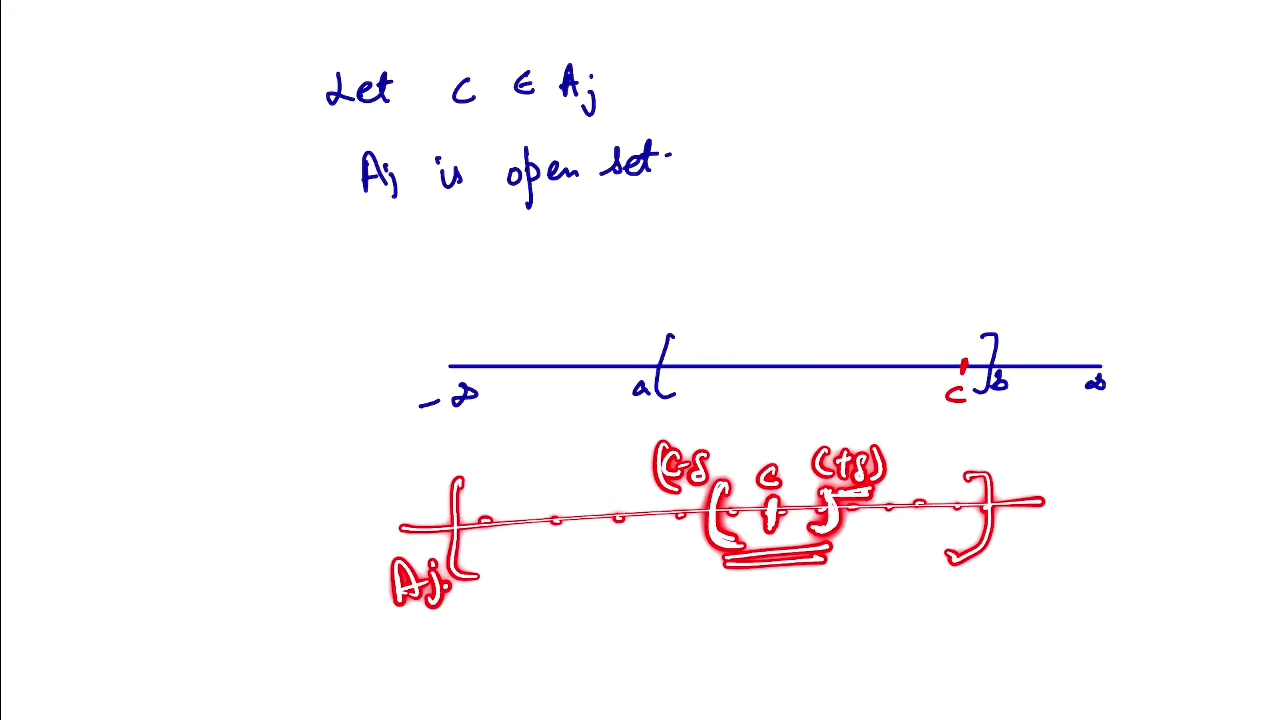 Let c ∈ Aj
Aj is open set.
-∞ a c b ∞
(c-δ c c+δ)
Aj.